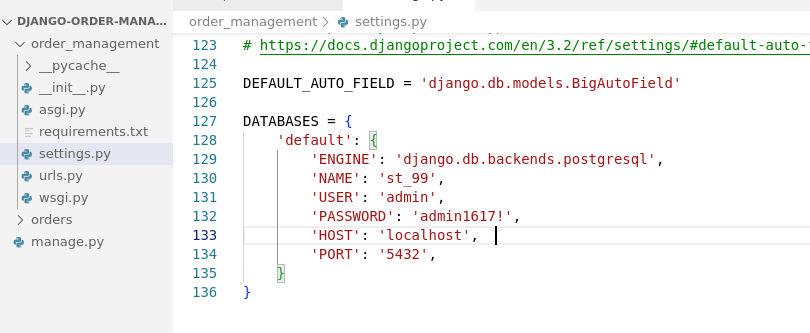 DJANGO-ORDER-MANA...
order_management
__pycache__
__init__.py
asgi.py
requirements.txt
settings.py
urls.py
wsgi.py
orders
manage.py
order_management > settings.py
123 # https://docs.djangoproject.com/en/3.2/ref/settings/#default-auto-
124
125 DEFAULT_AUTO_FIELD = 'django.db.models.BigAutoField'
126
127 DATABASES = {
128 'default': {
129 'ENGINE': 'django.db.backends.postgresql',
130 'NAME': 'st_99',
131 'USER': 'admin',
132 'PASSWORD': 'admin1617!',
133 'HOST': 'localhost',
134 'PORT': '5432',
135 }
136 }